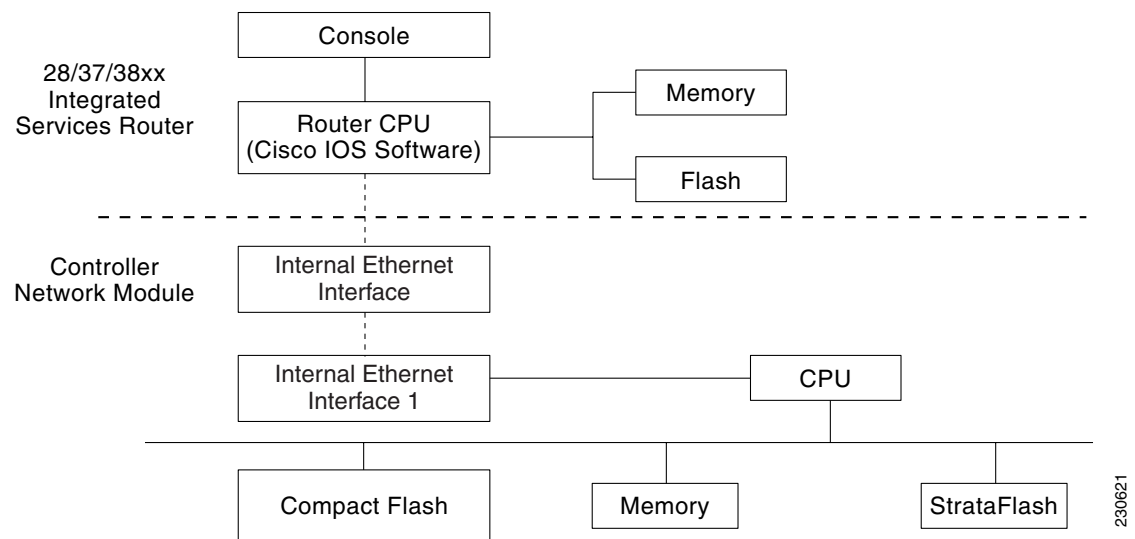 Console
28/37/38xx
Integrated
Services Router
Memory
Router CPU
(Cisco IOS Software)
Flash
Controller
Network Module
Internal Ethernet
Interface
Internal Ethernet
Interface 1
CPU
Compact Flash
Memory
StrataFlash
230621